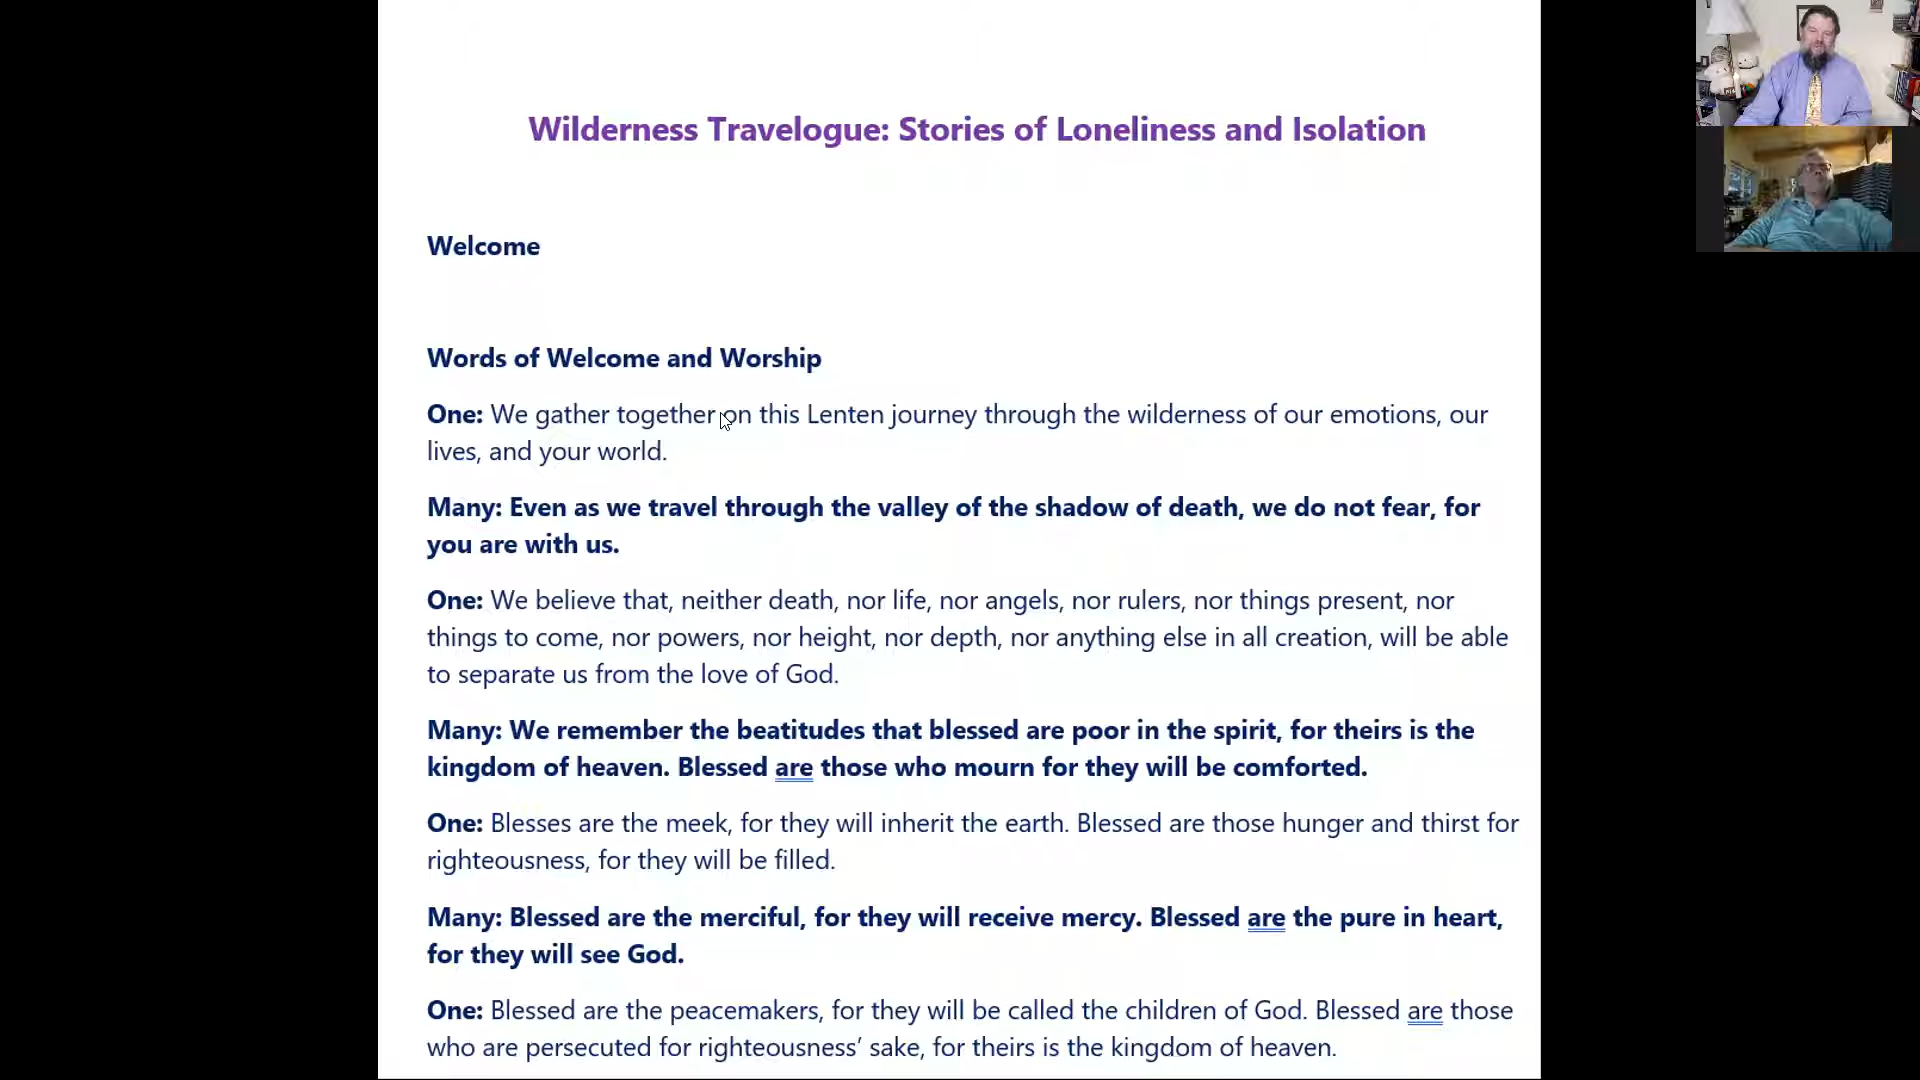 Wilderness Travelogue: Stories of Loneliness and Isolation
Welcome
Words of Welcome and Worship
One: We gather together on this Lenten journey through the wilderness of our emotions, our
lives, and your world.
Many: Even as we travel through the valley of the shadow of death, we do not fear, for
you are with us.
One: We believe that, neither death, nor life, nor angels, nor rulers, nor things present, nor
things to come, nor powers, nor height, nor depth, nor anything else in all creation, will be able
to separate us from the love of God.
Many: We remember the beatitudes that blessed are poor in the spirit, for theirs is the
kingdom of heaven. Blessed are those who mourn for they will be comforted.
One: Blesses are the meek, for they will inherit the earth. Blessed are those hunger and thirst for
righteousness, for they will be filled.
Many: Blessed are the merciful, for they will receive mercy. Blessed are the pure in heart,
for they will see God.
One: Blessed are the peacemakers, for they will be called the children of God. Blessed are those
who are persecuted for righteousness’ sake, for theirs is the kingdom of heaven.